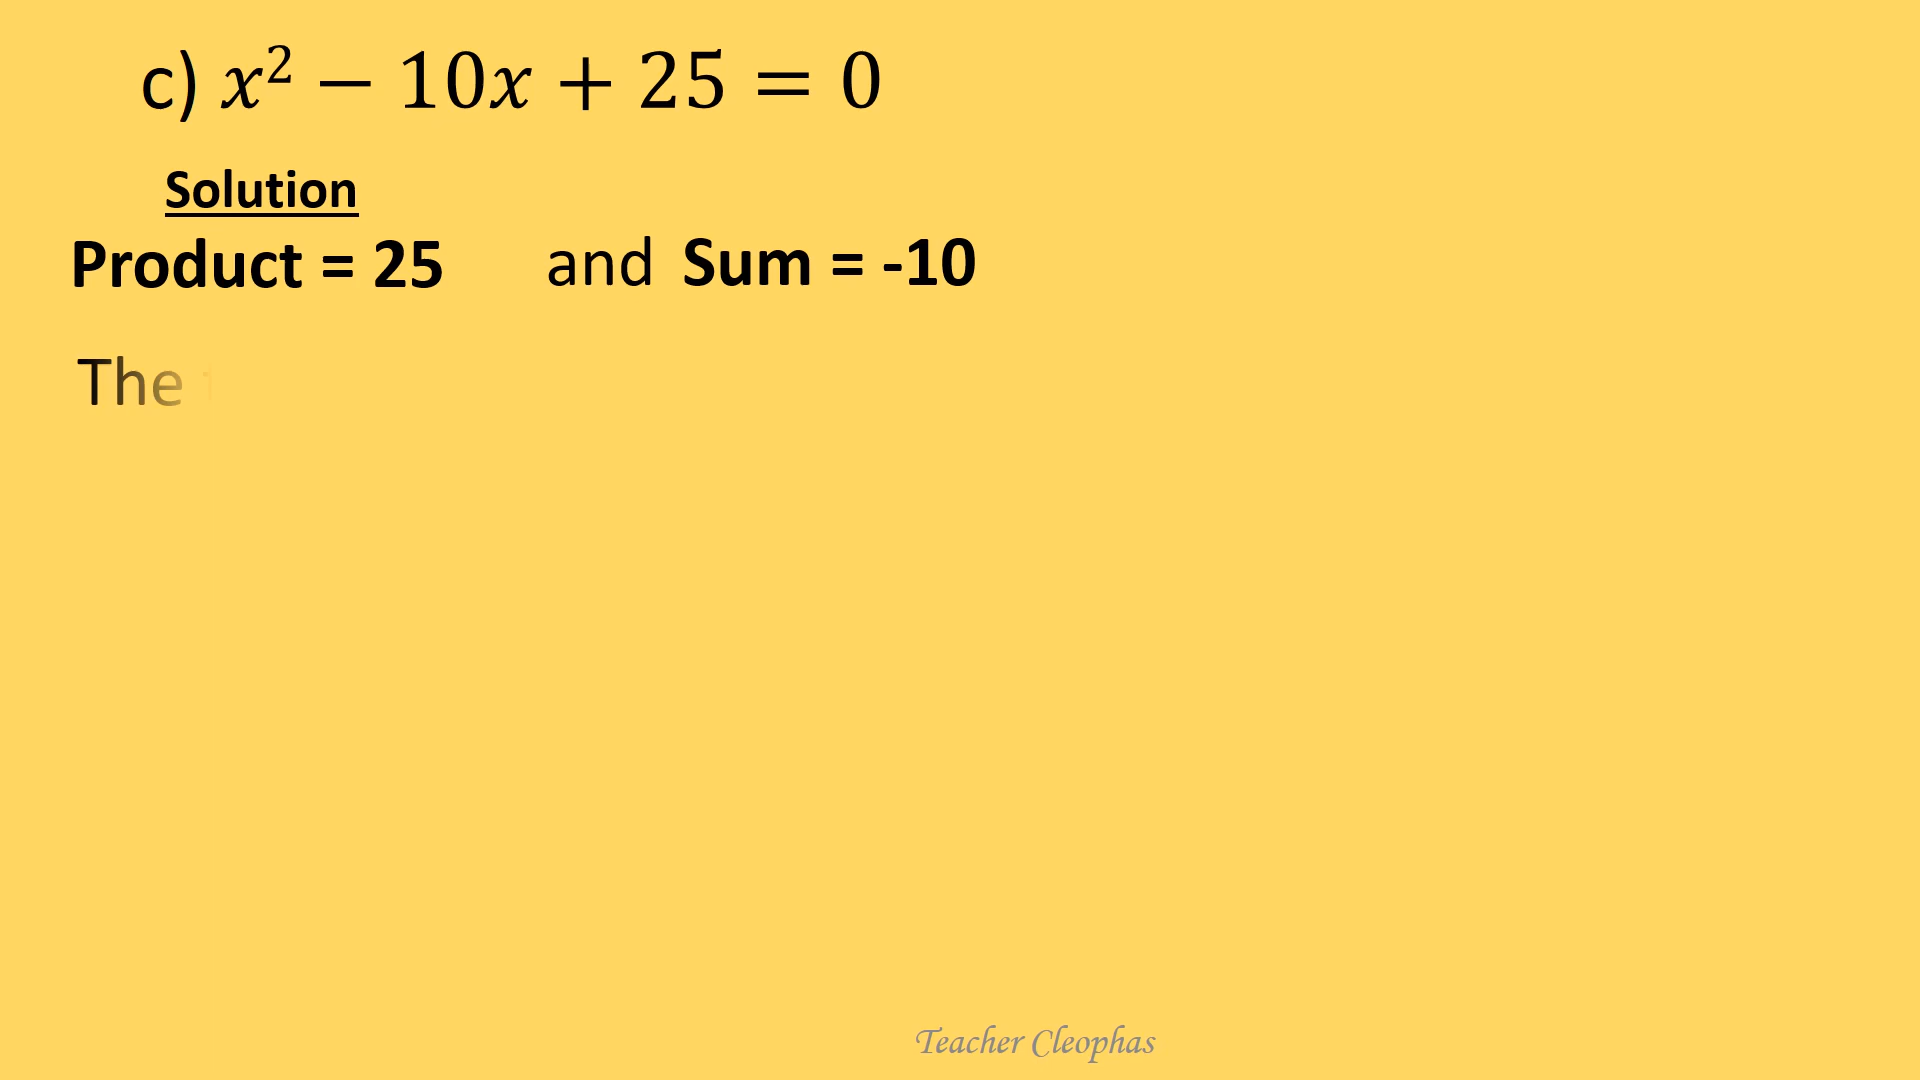 c) x² − 10x + 25 = 0
Solution
Product = 25 and Sum = -10
The
Teacher Cleophas